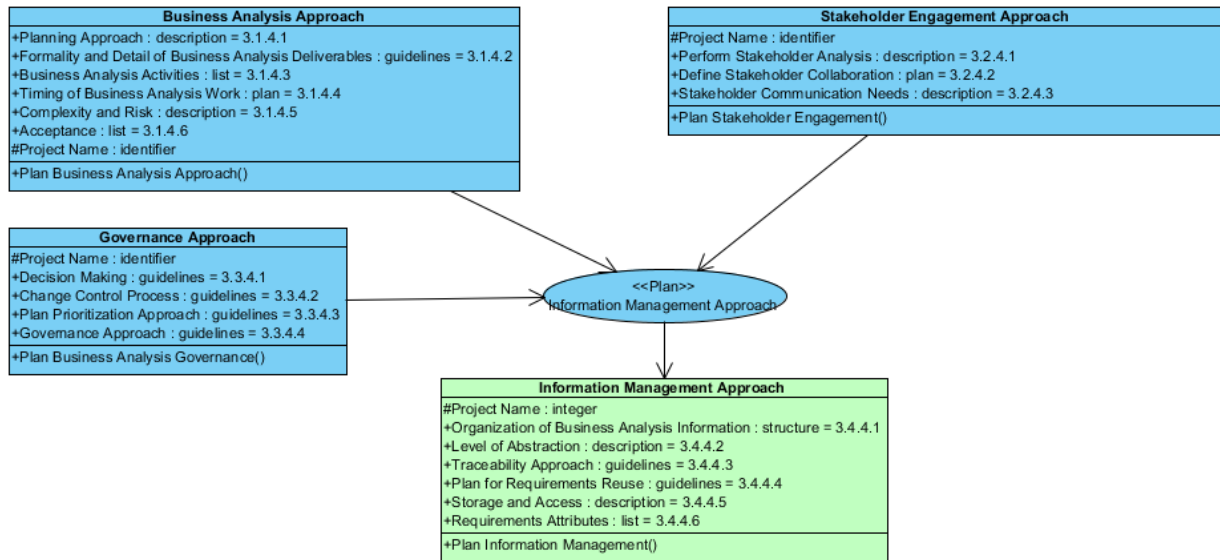 Business Analysis Approach
+Planning Approach : description = 3.1.4.1
+Formality and Detail of Business Analysis Deliverables : guidelines = 3.1.4.2
+Business Analysis Activities : list = 3.1.4.3
+Timing of Business Analysis Work : plan = 3.1.4.4
+Complexity and Risk : description = 3.1.4.5
+Acceptance : list = 3.1.4.6
#Project Name : identifier
+Plan Business Analysis Approach()
Stakeholder Engagement Approach
#Project Name : identifier
+Perform Stakeholder Analysis : description = 3.2.4.1
+Define Stakeholder Collaboration : plan = 3.2.4.2
+Stakeholder Communication Needs : description = 3.2.4.3
+Plan Stakeholder Engagement()
Governance Approach
#Project Name : identifier
+Decision Making : guidelines = 3.3.4.1
+Change Control Process : guidelines = 3.3.4.2
+Plan Prioritization Approach : guidelines = 3.3.4.3
+Governance Approach : guidelines = 3.3.4.4
+Plan Business Analysis Governance()
<<Plan>>
Information Management Approach
Information Management Approach
#Project Name : integer
+Organization of Business Analysis Information : structure = 3.4.4.1
+Level of Abstraction : description = 3.4.4.2
+Traceability Approach : guidelines = 3.4.4.3
+Plan for Requirements Reuse : guidelines = 3.4.4.4
+Storage and Access : description = 3.4.4.5
+Requirements Attributes : list = 3.4.4.6
+Plan Information Management()